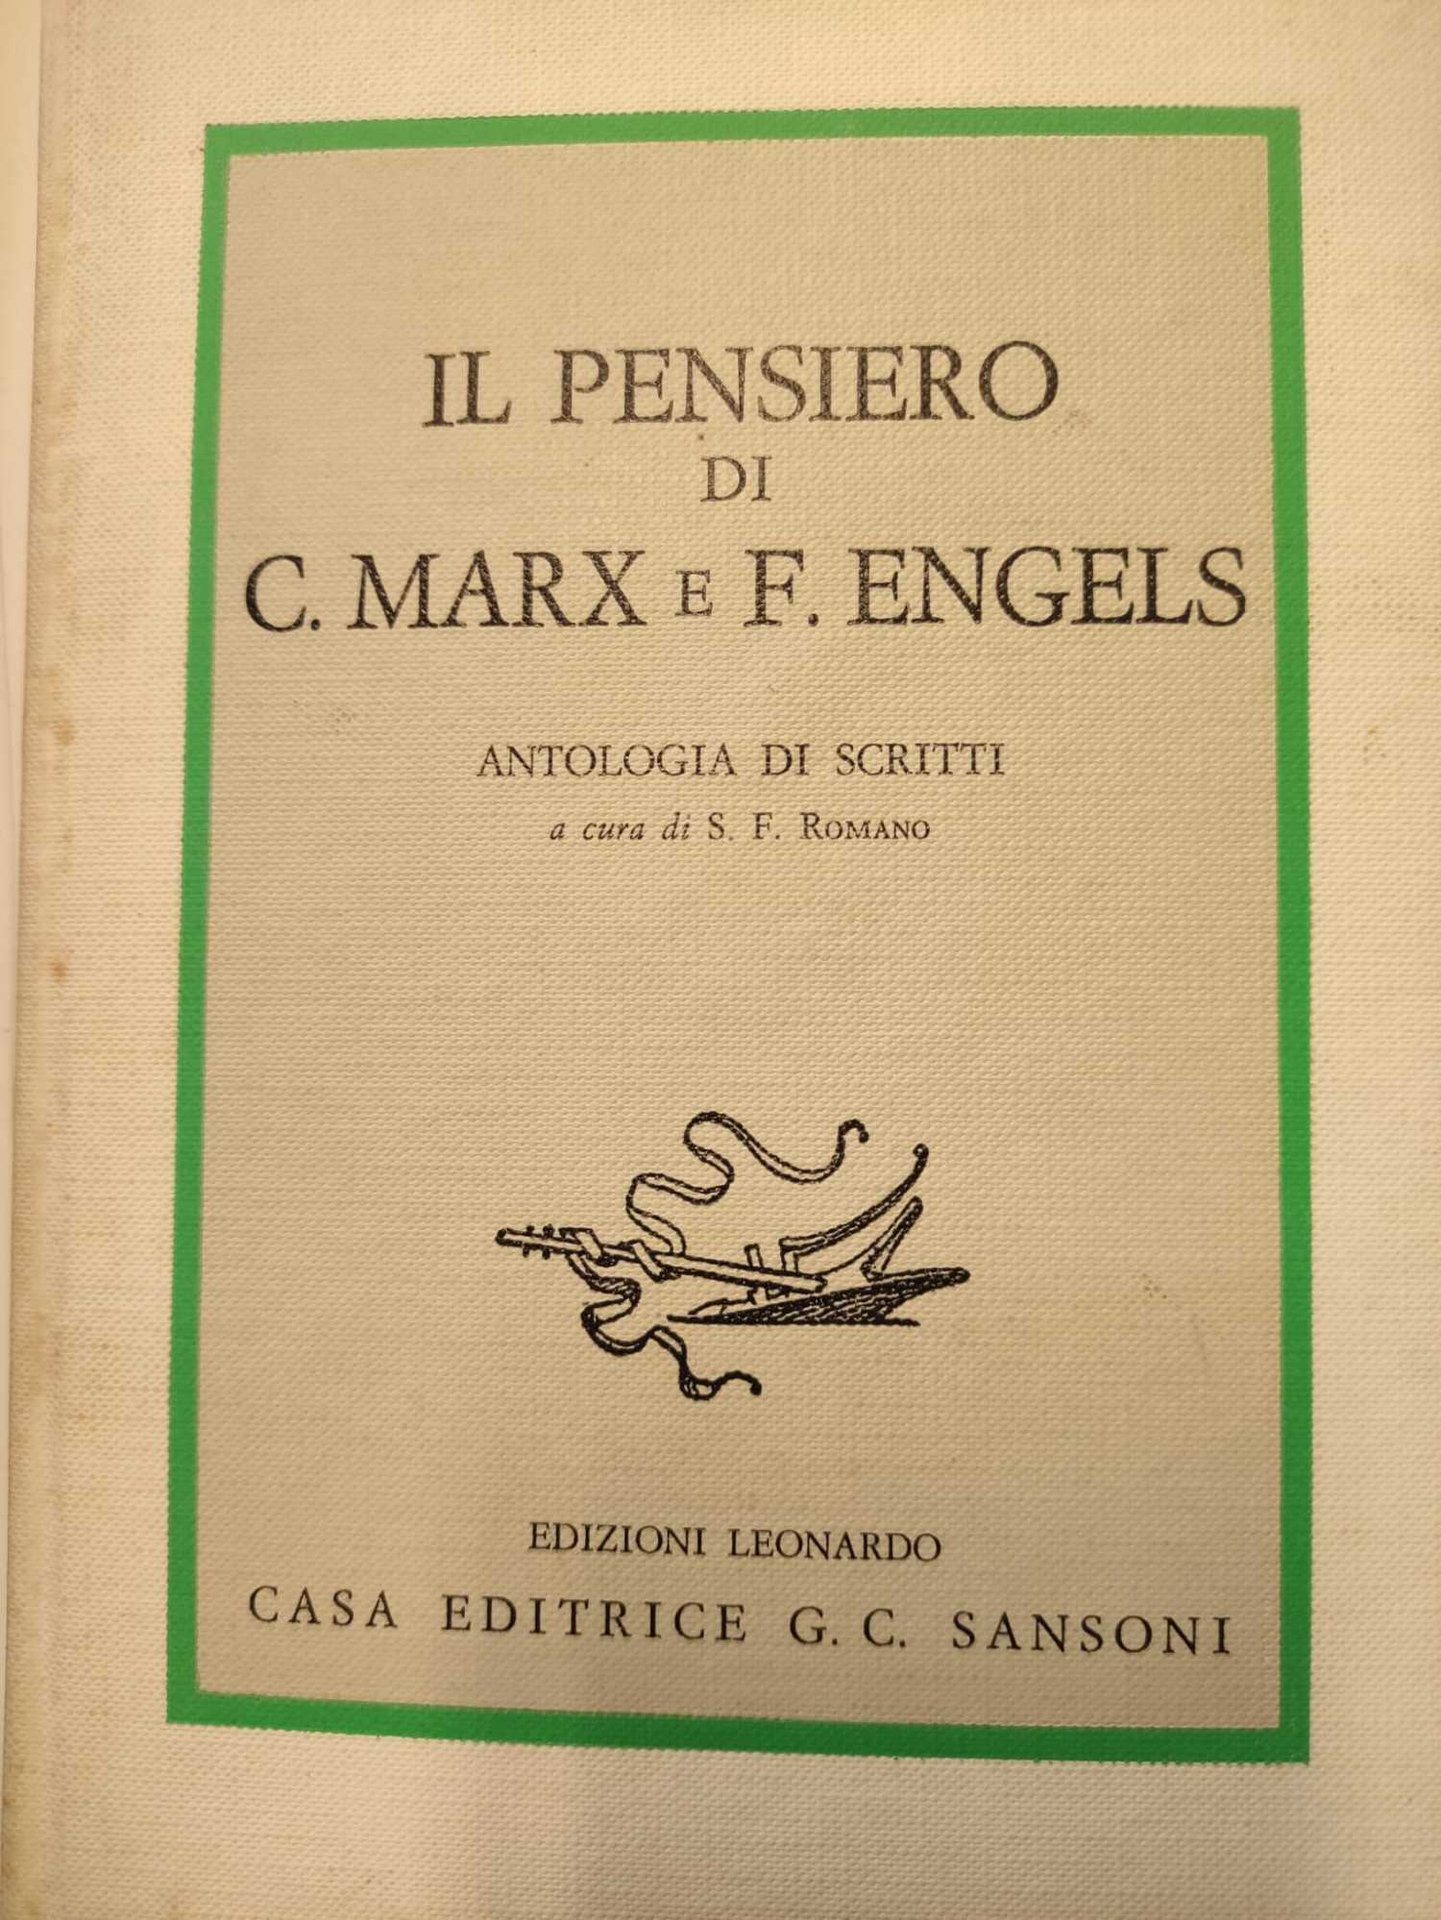 IL PENSIERO
DI
C. MARX E F. ENGELS
ANTOLOGIA DI SCRITTI
a cura di S. F. ROMANO
EDIZIONI LEONARDO
CASA EDITRICE G. C. SANSONI